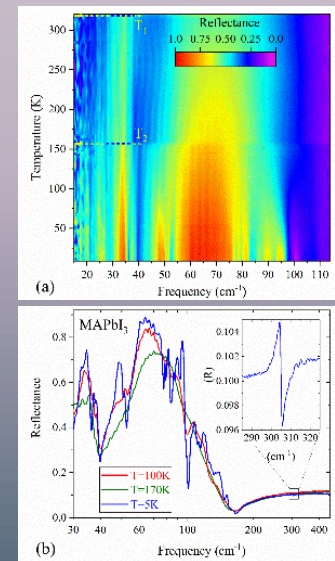 Reflectance
1.0 0.75 0.50 0.25 0.0
T1
T2
Temperature (K)
300
250
200
150
100
50
20 30 40 50 60 70 80 90 100 110
Frequency (cm-1)
(a)
MAPbI3
Reflectance
0.8
0.6
0.4
0.2
0.0
T=100K
T=170K
T=5K
(R)
0.104
0.102
0.100
0.098
0.096
290 300 310 320
(cm-1)
30 40 60 80 100 200 300 400
Frequency (cm-1)
(b)